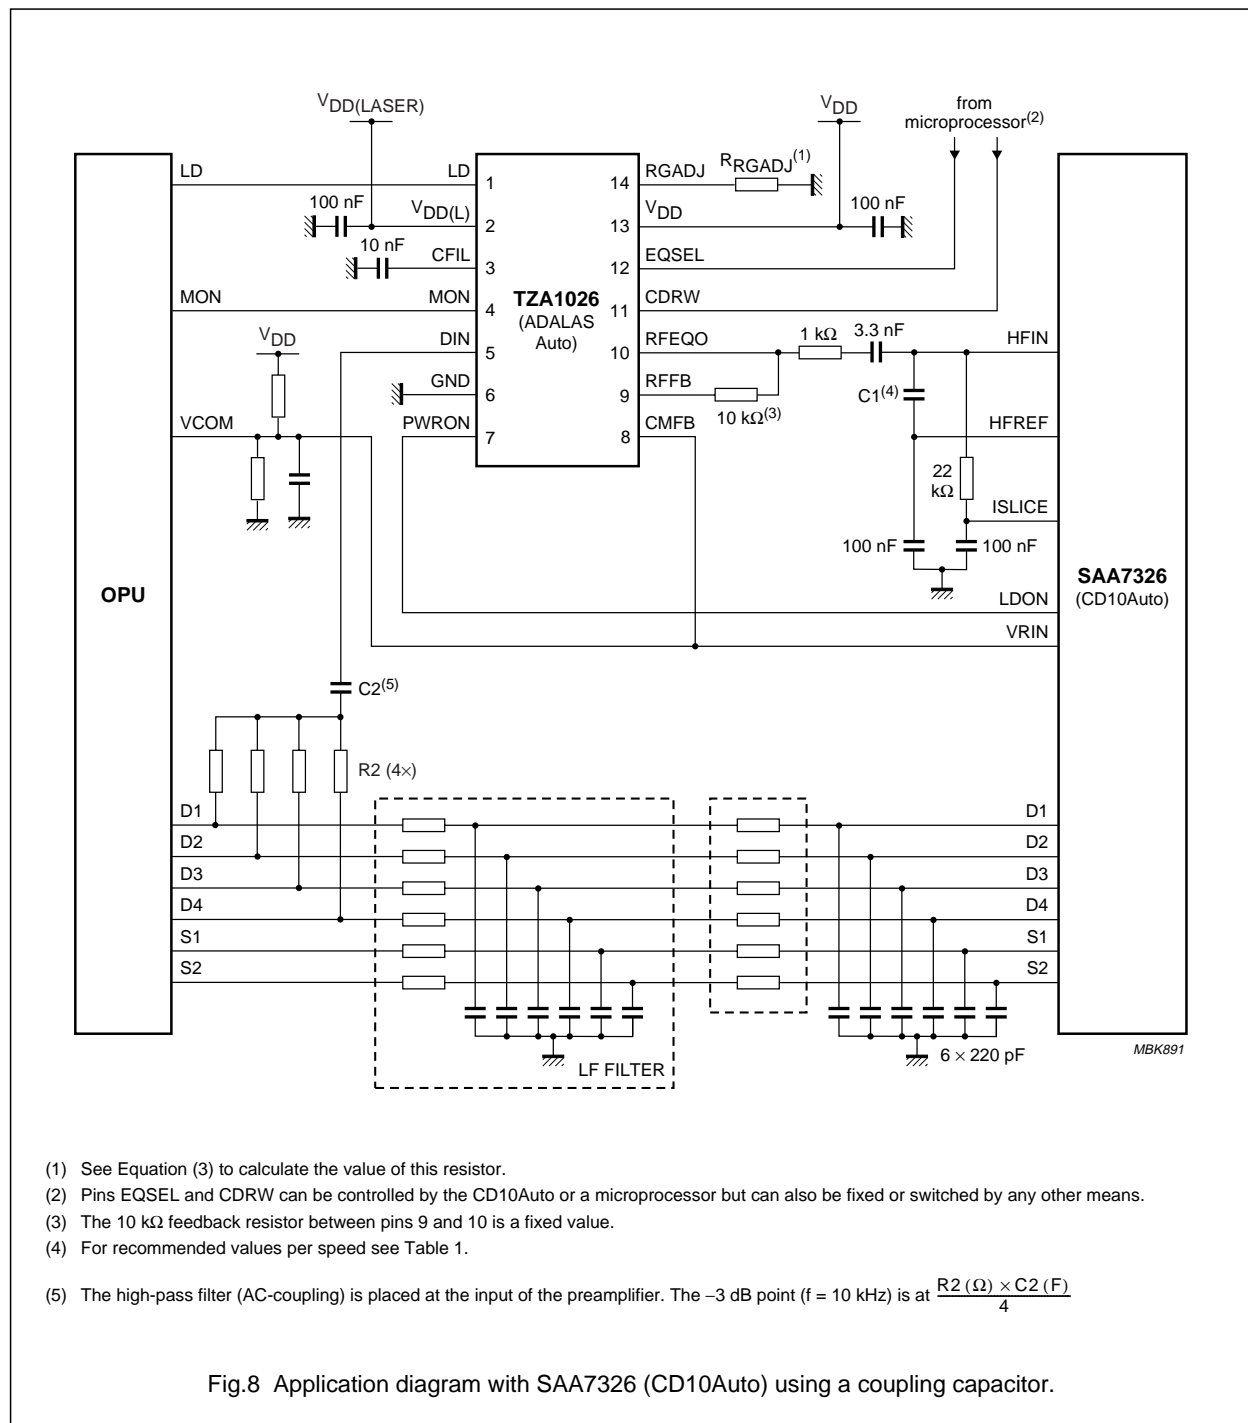 VDD(LASER)
VDD
from
microprocessor(2)
LD
LD
1
14
RGADJ
RRGADJ(1)
100 nF
VDD(L)
2
13
VDD
100 nF
10 nF
CFIL
3
12
EQSEL
MON
MON
4
TZA1026
(ADALAS
Auto)
11
CDRW
VDD
DIN
5
10
RFEQO
1 kΩ
3.3 nF
HFIN
GND
6
9
RFFB
10 kΩ(3)
C1(4)
VCOM
PWRON
7
8
CMFB
HFREF
22
kΩ
ISLICE
100 nF
100 nF
OPU
SAA7326
(CD10Auto)
LDON
VRIN
C2(5)
R2 (4×)
D1
D1
D2
D2
D3
D3
D4
D4
S1
S1
S2
S2
LF FILTER
6 × 220 pF
MBK891
(1) See Equation (3) to calculate the value of this resistor.
(2) Pins EQSEL and CDRW can be controlled by the CD10Auto or a microprocessor but can also be fixed or switched by any other means.
(3) The 10 kΩ feedback resistor between pins 9 and 10 is a fixed value.
(4) For recommended values per speed see Table 1.
(5) The high-pass filter (AC-coupling) is placed at the input of the preamplifier. The −3 dB point (f = 10 kHz) is at R2 (Ω) × C2 (F)
4
Fig.8 Application diagram with SAA7326 (CD10Auto) using a coupling capacitor.